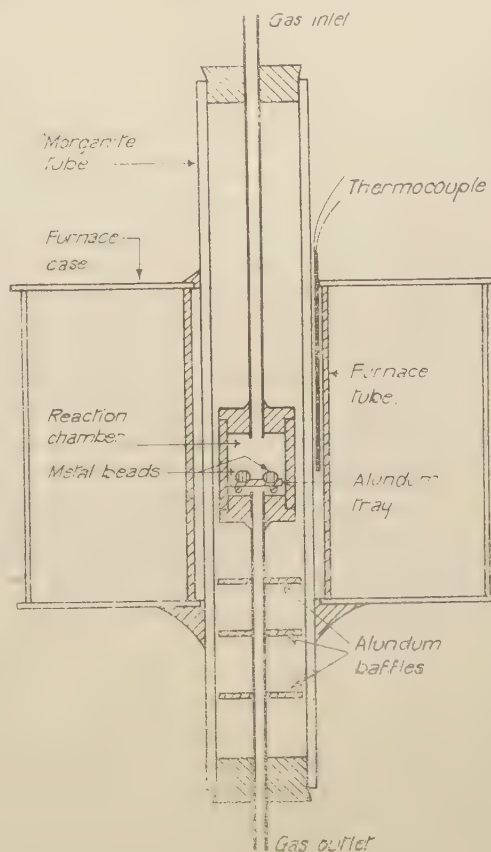 Gas inlet
Morganite
tube
Thermocouple
Furnace
case
Furnace
tube.
Reaction
chamber
Metal beads
Alundum
tray
Alundum
baffles
Gas outlet